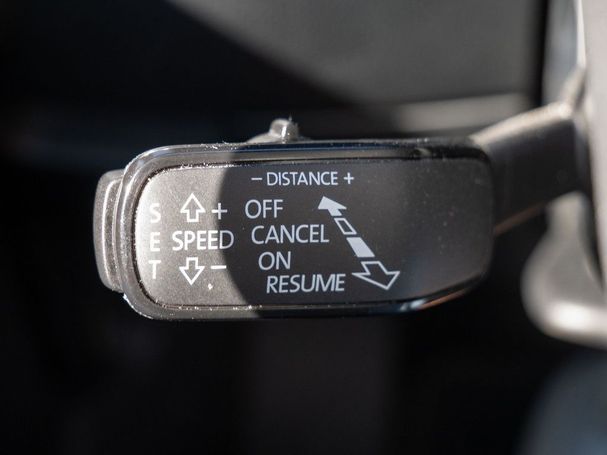 − DISTANCE +
S + OFF
E SPEED CANCEL
T − ON
RESUME